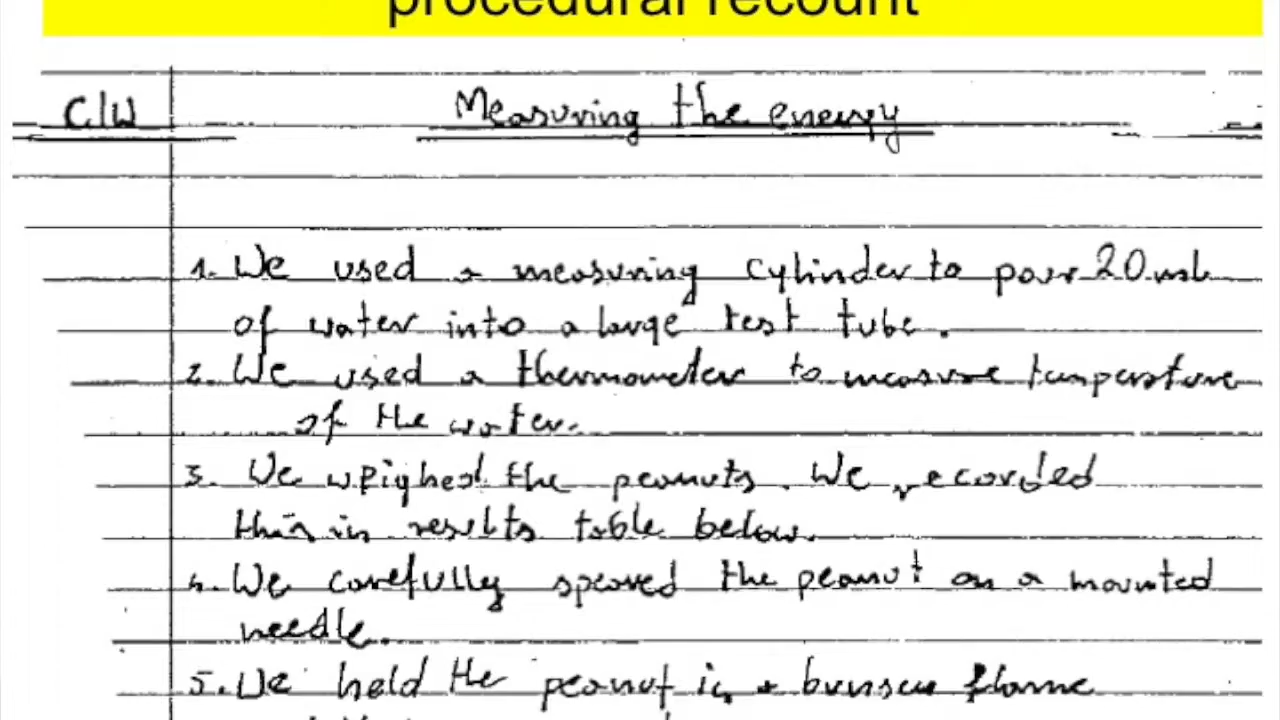 procedural recount
C/W Measuring the energy
1. We used a measuring cylinder to pour 20 ml
of water into a large test tube.
2. We used a thermometer to measure temperature
of the water.
3. We weighed the peanuts. We recorded
this in results table below.
4. We carefully speared the peanut on a mounted
needle.
5. We held the peanut in a bunsen flame